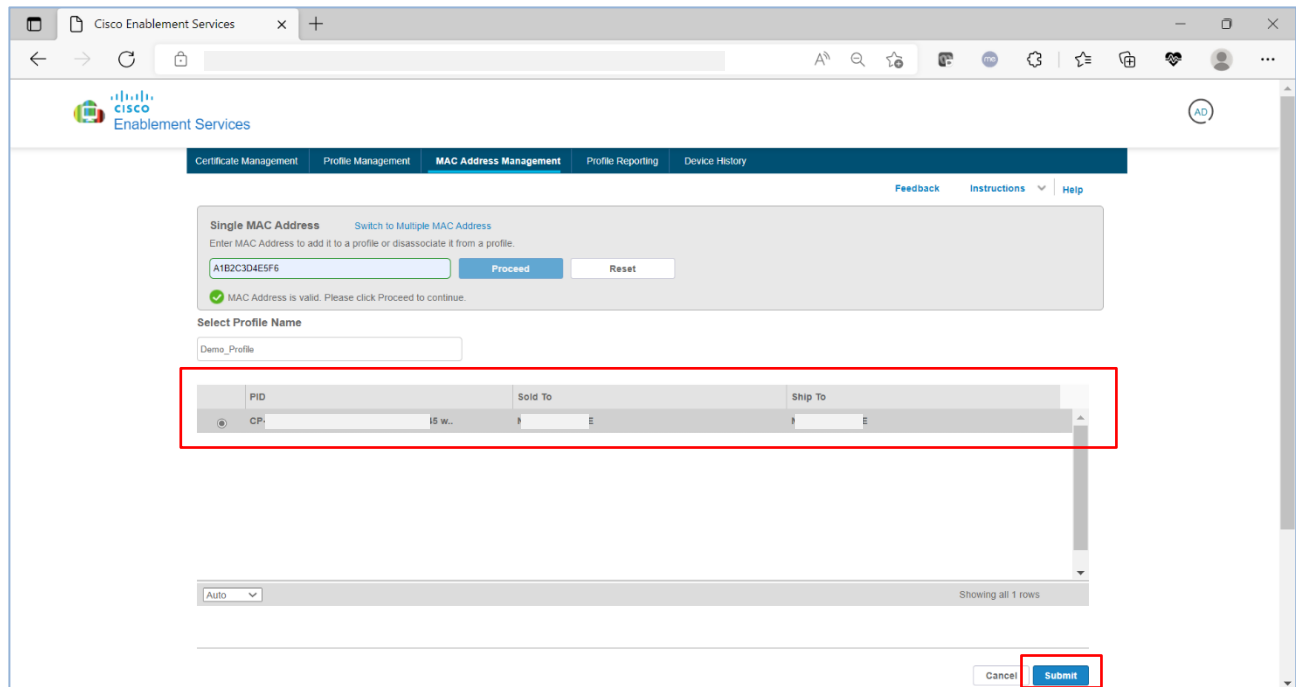 Cisco Enablement Services
CISCO
Enablement Services
AD
Certificate Management Profile Management MAC Address Management Profile Reporting Device History
Feedback Instructions Help
Single MAC Address Switch to Multiple MAC Address
Enter MAC Address to add it to a profile or disassociate it from a profile.
A1B2C3D4E5F6 Proceed Reset
MAC Address is valid. Please click Proceed to continue.
Select Profile Name
Demo_Profile
PID Sold To Ship To
CP- w.. E E
Auto Showing all 1 rows
Cancel Submit